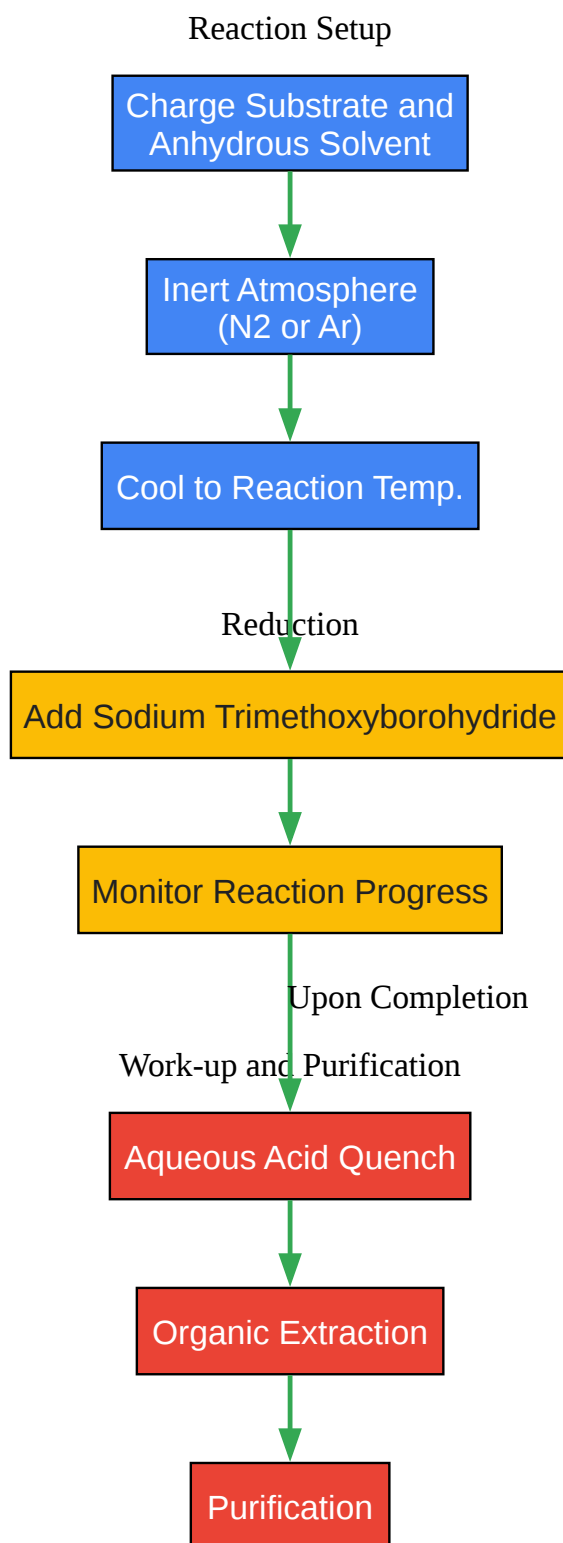 Reaction Setup
Charge Substrate and
Anhydrous Solvent
Inert Atmosphere
(N2 or Ar)
Cool to Reaction Temp.
Reduction
Add Sodium Trimethoxyborohydride
Monitor Reaction Progress
Upon Completion
Work-up and Purification
Aqueous Acid Quench
Organic Extraction
Purification